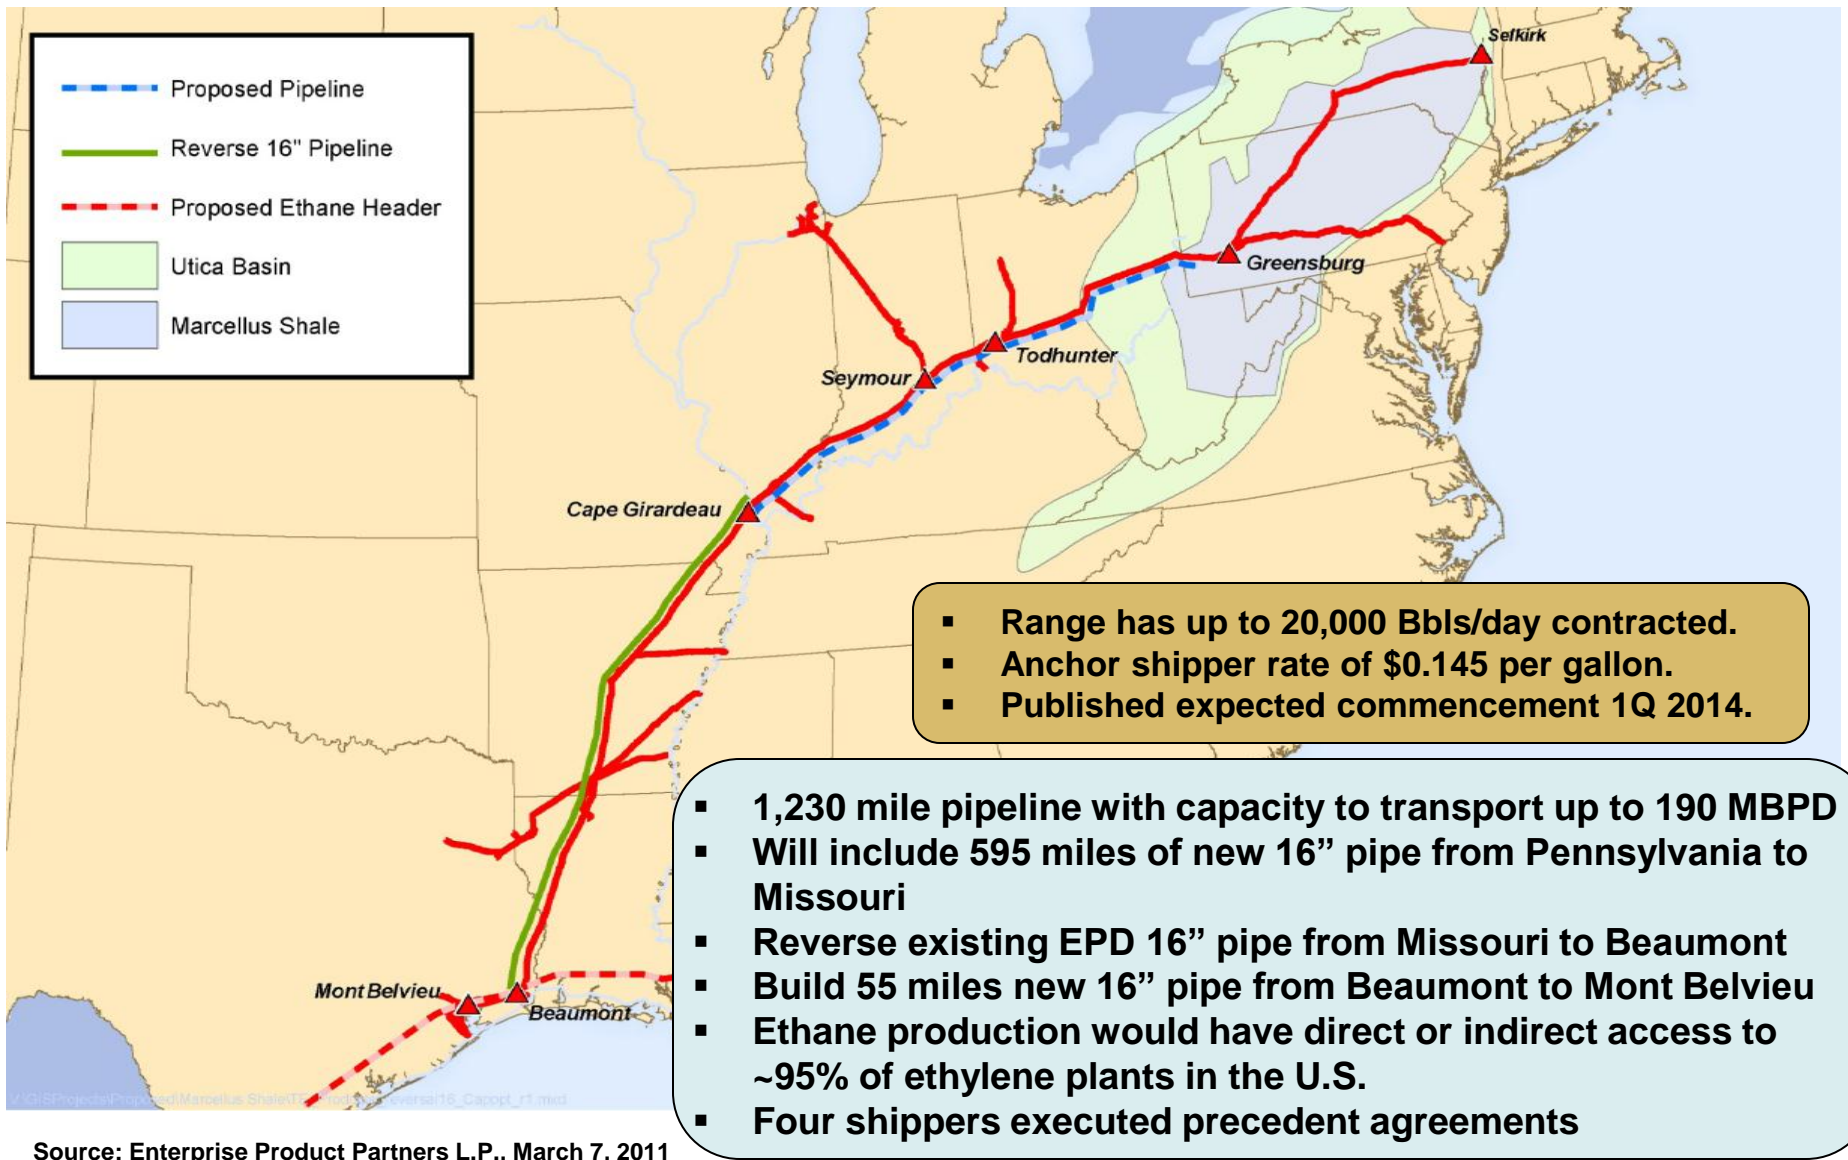 Proposed Pipeline
Reverse 16" Pipeline
Proposed Ethane Header
Utica Basin
Marcellus Shale
Selkirk
Greensburg
Todhunter
Seymour
Cape Girardeau
Mont Belvieu
Beaumont
▪ Range has up to 20,000 Bbls/day contracted.
▪ Anchor shipper rate of $0.145 per gallon.
▪ Published expected commencement 1Q 2014.
▪ 1,230 mile pipeline with capacity to transport up to 190 MBPD
▪ Will include 595 miles of new 16” pipe from Pennsylvania to
Missouri
▪ Reverse existing EPD 16” pipe from Missouri to Beaumont
▪ Build 55 miles new 16” pipe from Beaumont to Mont Belvieu
▪ Ethane production would have direct or indirect access to
~95% of ethylene plants in the U.S.
▪ Four shippers executed precedent agreements
Source: Enterprise Product Partners L.P., March 7, 2011